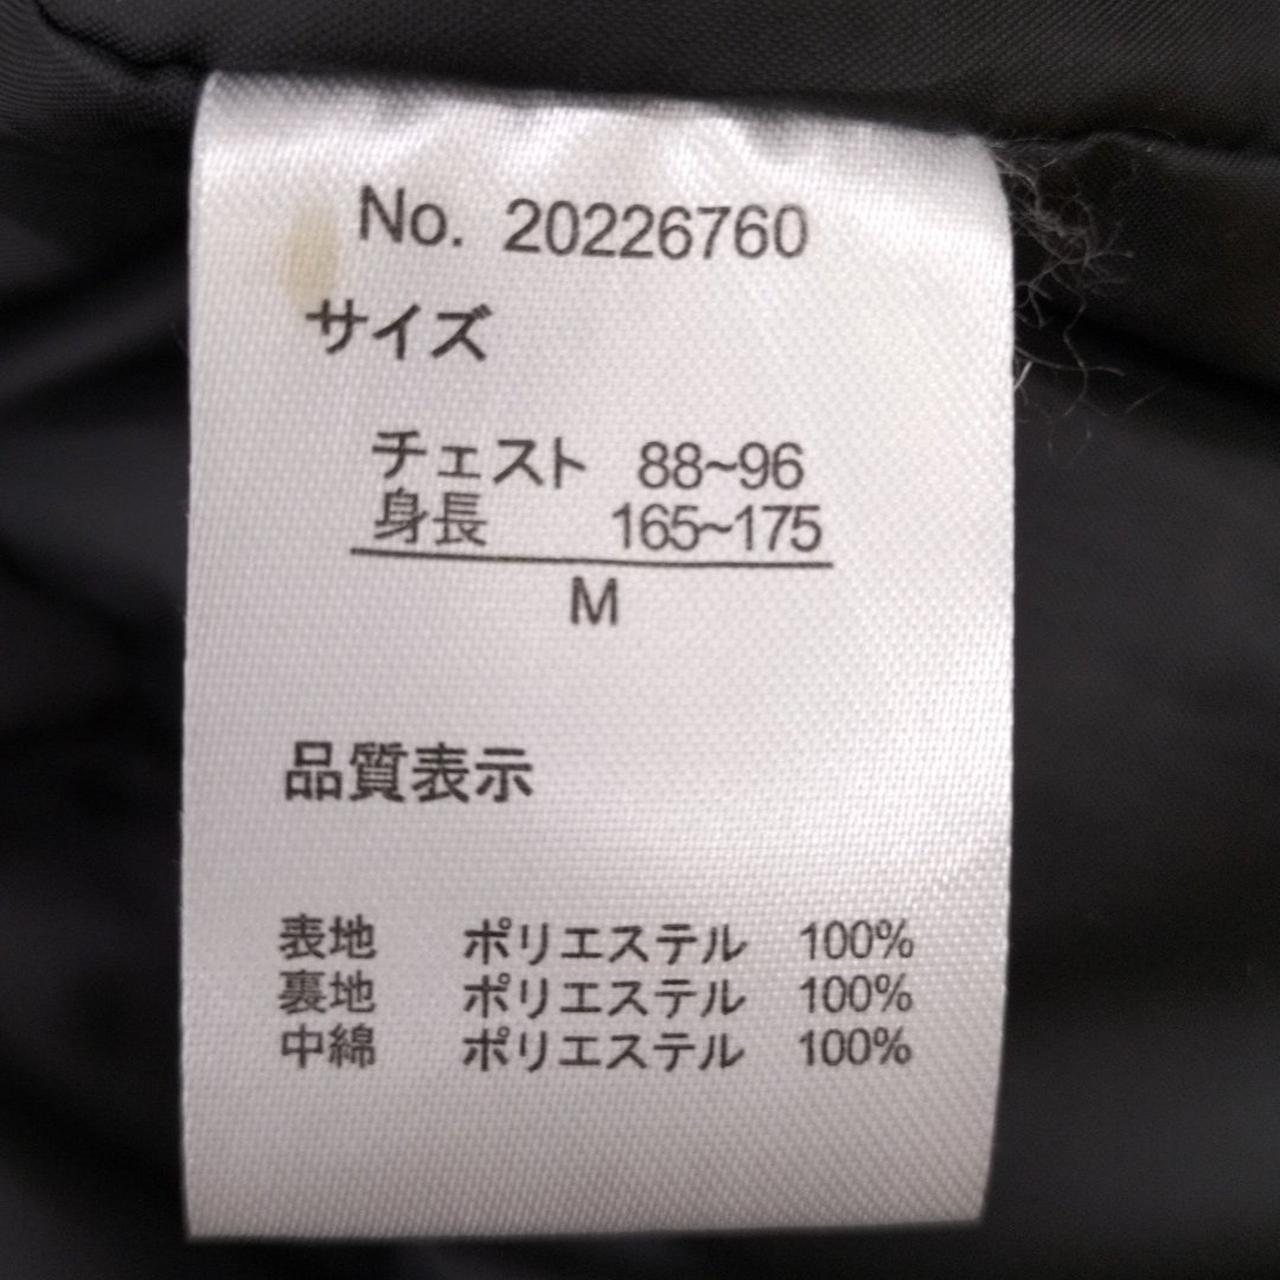 No. 20226760
サイズ
チェスト 88~96
身長 165~175
M
品質表示
表地 ポリエステル 100%
裏地 ポリエステル 100%
中綿 ポリエステル 100%